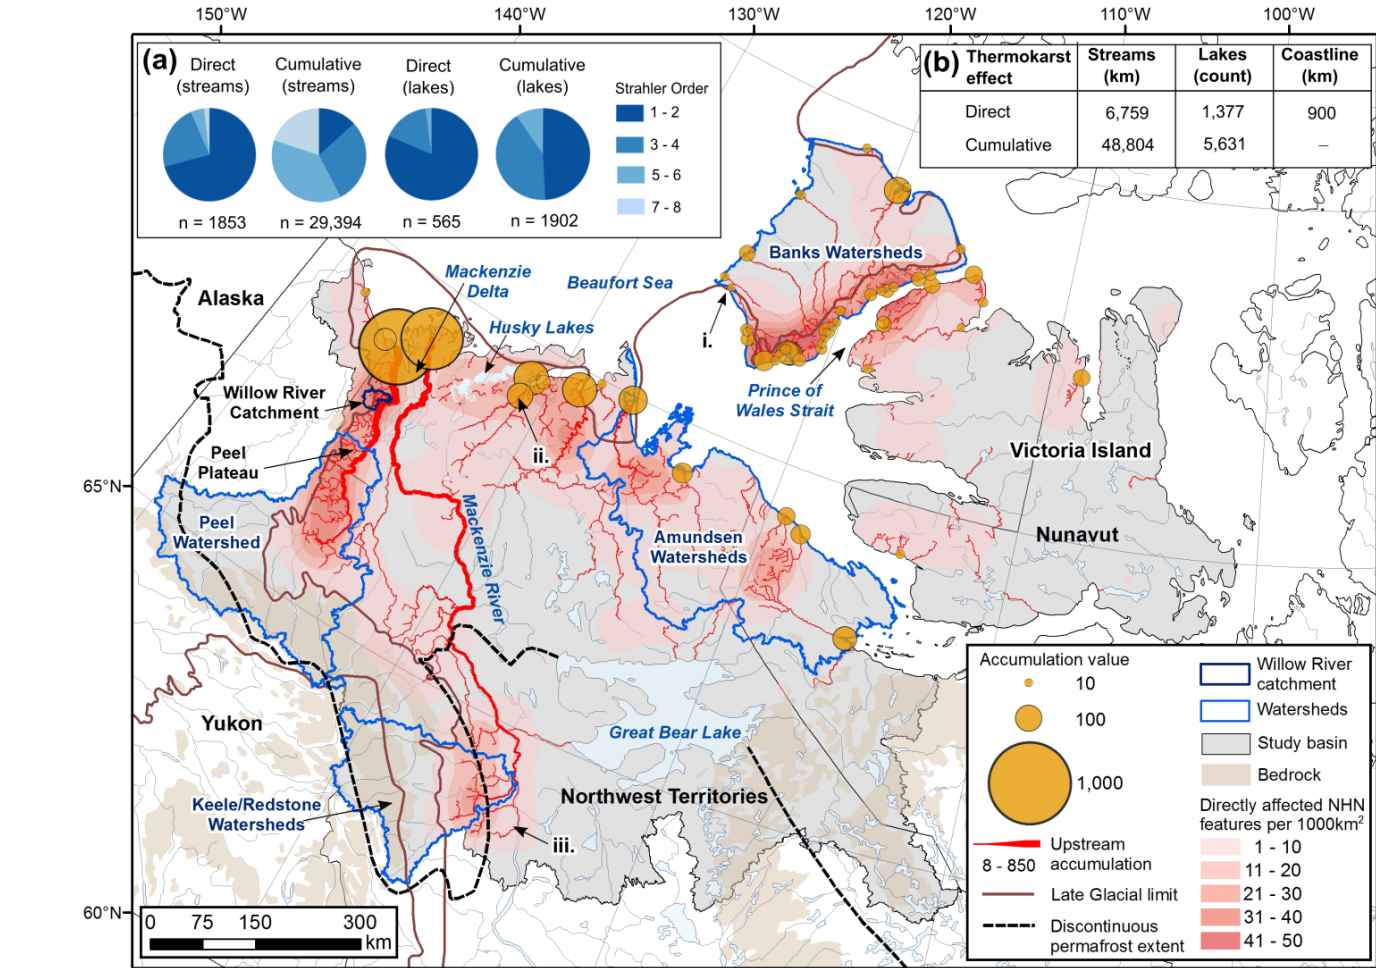 150°W
140°W
130°W
120°W
110°W
100°W
(a)
Direct
(streams)
Cumulative
(streams)
Direct
(lakes)
Cumulative
(lakes)
n = 1853
n = 29,394
n = 565
n = 1902
Strahler Order
1 - 2
3 - 4
5 - 6
7 - 8
(b)
Thermokarst effect
Streams (km)
Lakes (count)
Coastline (km)
Direct 6,759 1,377 900
Cumulative 48,804 5,631 –
Alaska
Mackenzie
Delta
Beaufort Sea
Husky Lakes
Banks Watersheds
i.
Prince of
Wales Strait
Willow River
Catchment
Peel
Plateau
ii.
Victoria Island
65°N
Peel
Watershed
Mackenzie River
Amundsen
Watersheds
Nunavut
Yukon
Great Bear Lake
Keele/Redstone
Watersheds
Northwest Territories
iii.
60°N
0 75 150 300
km
Accumulation value
10
100
1,000
8 - 850
Upstream
accumulation
Late Glacial limit
Discontinuous
permafrost extent
Willow River
catchment
Watersheds
Study basin
Bedrock
Directly affected NHN
features per 1000km²
1 - 10
11 - 20
21 - 30
31 - 40
41 - 50